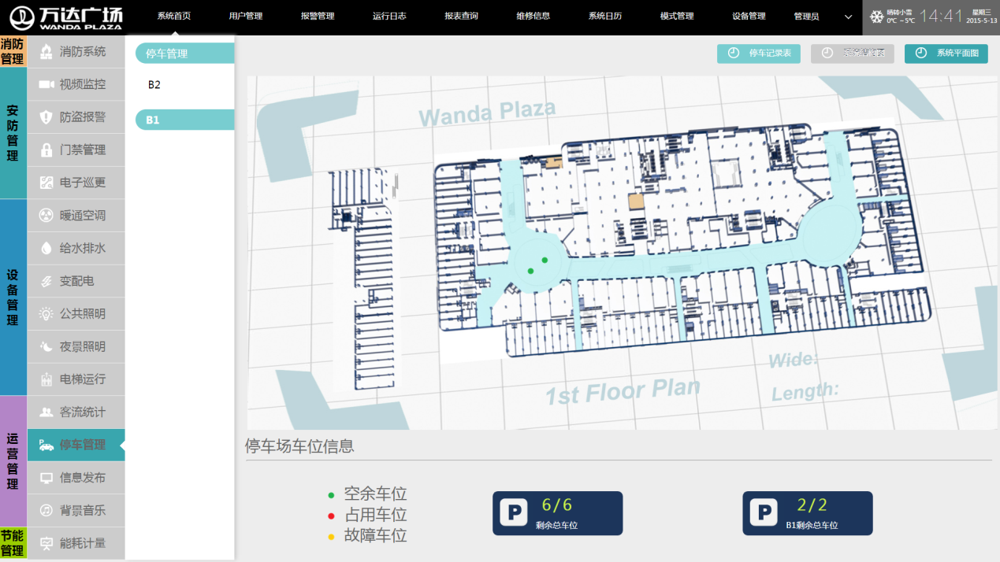 万达广场
WANDA PLAZA
系统首页
用户管理
报警管理
运行日志
报表查询
维修信息
系统日历
模式管理
设备管理
管理员
晴转小雪
0℃ ~5℃
14:41
星期三
2015-5-13
消防管理
安防管理
设备管理
运营管理
节能管理
消防系统
视频监控
防盗报警
门禁管理
电子巡更
暖通空调
给水排水
变配电
公共照明
夜景照明
电梯运行
客流统计
停车管理
信息发布
背景音乐
能耗计量
停车管理
B2
B1
停车记录表
系统平面图
Wanda Plaza
Wide:
Length:
1st Floor Plan
停车场车位信息
空余车位
占用车位
故障车位
P
6/6
剩余总车位
P
2/2
B1剩余总车位